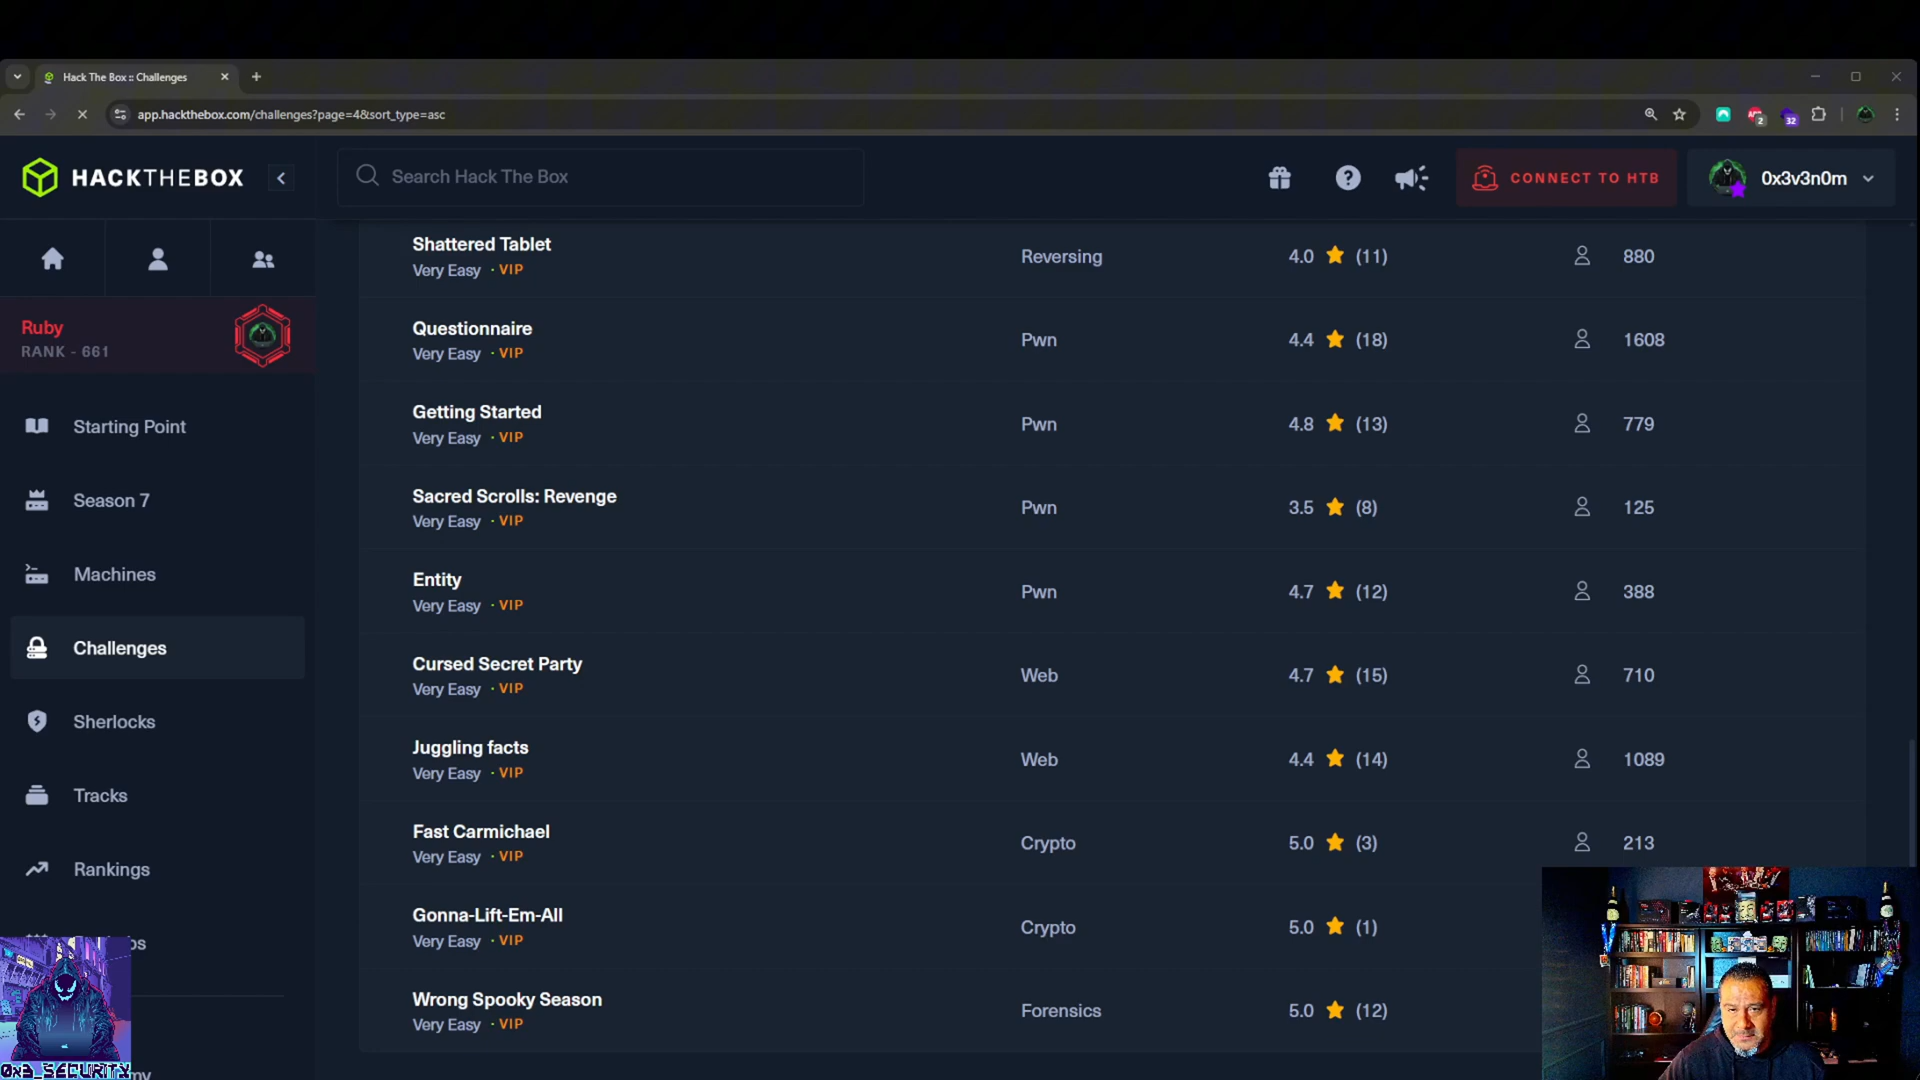 Hack The Box :: Challenges
app.hackthebox.com/challenges?page=4&sort_type=asc
2
32
HACKTHEBOX
Search Hack The Box
CONNECT TO HTB
0x3v3n0m
Ruby
RANK - 661
Starting Point
Season 7
Machines
Challenges
Sherlocks
Tracks
Rankings
Shattered Tablet
Very Easy · VIP
Reversing
4.0 (11)
880
Questionnaire
Very Easy · VIP
Pwn
4.4 (18)
1608
Getting Started
Very Easy · VIP
Pwn
4.8 (13)
779
Sacred Scrolls: Revenge
Very Easy · VIP
Pwn
3.5 (8)
125
Entity
Very Easy · VIP
Pwn
4.7 (12)
388
Cursed Secret Party
Very Easy · VIP
Web
4.7 (15)
710
Juggling facts
Very Easy · VIP
Web
4.4 (14)
1089
Fast Carmichael
Very Easy · VIP
Crypto
5.0 (3)
213
Gonna-Lift-Em-All
Very Easy · VIP
Crypto
5.0 (1)
Wrong Spooky Season
Very Easy · VIP
Forensics
5.0 (12)
0x3_SECURITY